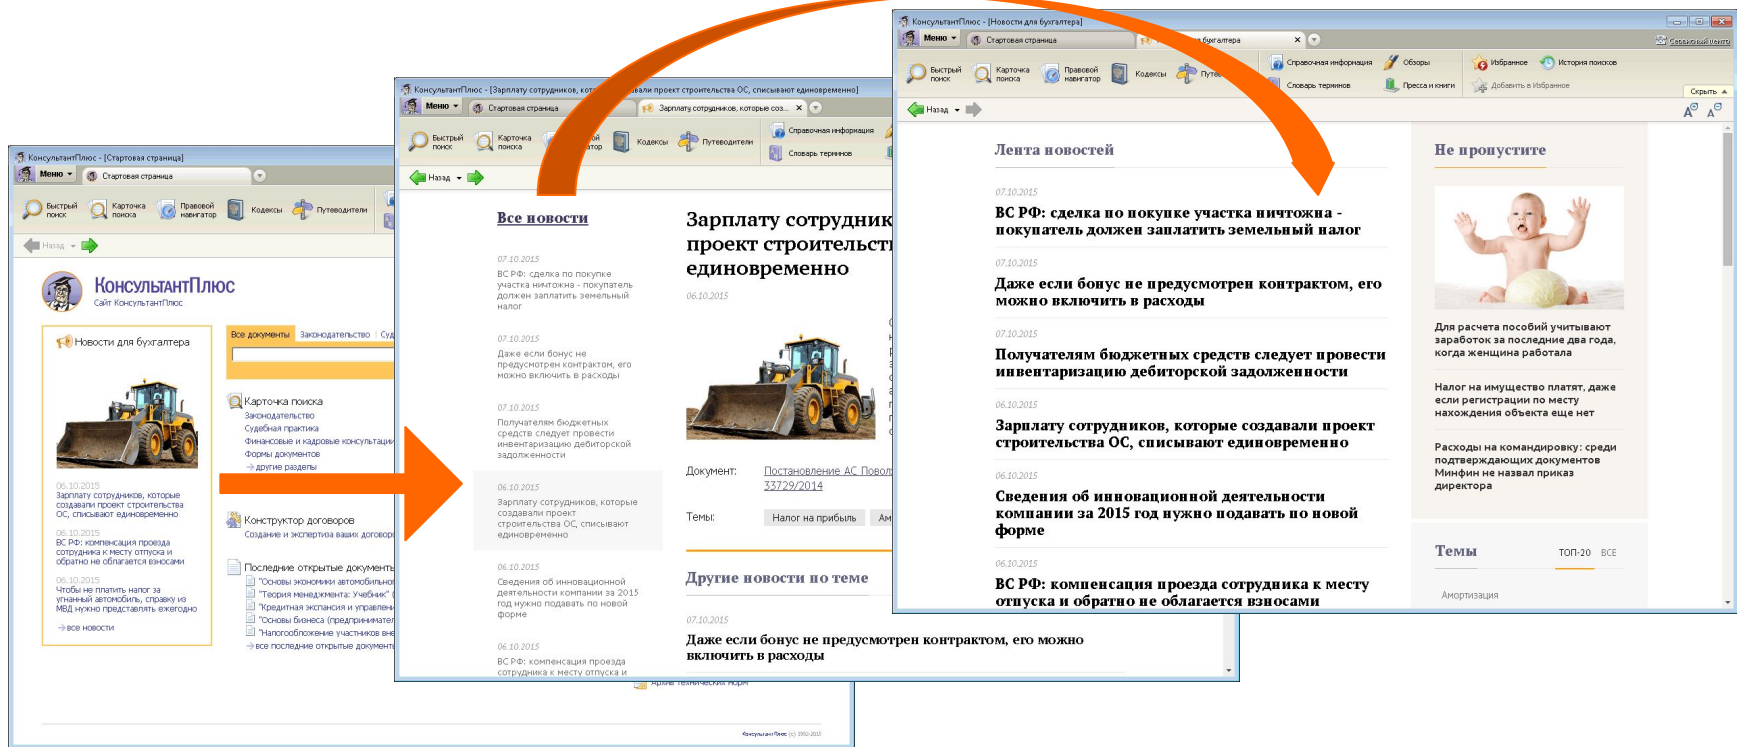 КонсультантПлюс - [Стартовая страница]
Меню
Стартовая страница
Быстрый поиск
Карточка поиска
Правовой навигатор
Кодексы
Путеводители
Назад
КонсультантПлюс
Сайт КонсультантПлюс
Новости для бухгалтера
06.10.2015
Зарплату сотрудников, которые
создавали проект строительства
ОС, списывают единовременно
06.10.2015
ВС РФ: компенсация проезда
сотрудника к месту отпуска и
обратно не облагается взносами
06.10.2015
Чтобы не платить налог за
угнанный автомобиль, справку из
МВД нужно представлять ежегодно
все новости
Все документы
Законодательство
Суд
Карточка поиска
Законодательство
Судебная практика
Финансовые и кадровые консультации
Формы документов
другие разделы
Конструктор договоров
Создание и экспертиза ваших договор
Последние открытые документы
"Основы экономики автомобильно
"Теория менеджмента: Учебник" (
"Кредитная экспансия и управлени
"Основы бизнеса (предпринимател
"Налогообложение участников вне
все последние открытые документы
Архив технических норм
КонсультантПлюс (c) 1992-2015
КонсультантПлюс - [Зарплату сотрудников, кото
давали проект строительства ОС, списывают единовременно]
Меню
Стартовая страница
Зарплату сотрудников, которые соз...
Быстрый поиск
Карточка поиска
Кодексы
Путеводители
Справочная информация
Словарь терминов
Назад
Все новости
07.10.2015
ВС РФ: сделка по покупке
участка ничтожна - покупатель
должен заплатить земельный
налог
07.10.2015
Даже если бонус не
предусмотрен контрактом, его
можно включить в расходы
07.10.2015
Получателям бюджетных
средств следует провести
инвентаризацию дебиторской
задолженности
06.10.2015
Зарплату сотрудников, которые
создавали проект
строительства ОС, списывают
единовременно
06.10.2015
Сведения об инновационной
деятельности компании за 2015
год нужно подавать по новой
форме
06.10.2015
ВС РФ: компенсация проезда
сотрудника к месту отпуска и
Зарплату сотрудник
проект строительст
единовременно
06.10.2015
Документ:
Постановление АС Повол
33729/2014
Темы:
Налог на прибыль
Ам
Другие новости по теме
07.10.2015
Даже если бонус не предусмотрен контрактом, его можно
включить в расходы
КонсультантПлюс - [Новости для бухгалтера]
Меню
Стартовая страница
бухгалтера
Сервисный центр
Быстрый поиск
Карточка поиска
Правовой навигатор
Кодексы
Справочная информация
Словарь терминов
Обзоры
Пресса и книги
Избранное
История поисков
Добавить в Избранное
Скрыть
Назад
Лента новостей
07.10.2015
ВС РФ: сделка по покупке участка ничтожна -
покупатель должен заплатить земельный налог
07.10.2015
Даже если бонус не предусмотрен контрактом, его
можно включить в расходы
07.10.2015
Получателям бюджетных средств следует провести
инвентаризацию дебиторской задолженности
06.10.2015
Зарплату сотрудников, которые создавали проект
строительства ОС, списывают единовременно
06.10.2015
Сведения об инновационной деятельности
компании за 2015 год нужно подавать по новой
форме
06.10.2015
ВС РФ: компенсация проезда сотрудника к месту
отпуска и обратно не облагается взносами
Не пропустите
Для расчета пособий учитывают
заработок за последние два года,
когда женщина работала
Налог на имущество платят, даже
если регистрации по месту
нахождения объекта еще нет
Расходы на командировку: среди
подтверждающих документов
Минфин не назвал приказ
директора
Темы
ТОП-20
ВСЕ
Амортизация